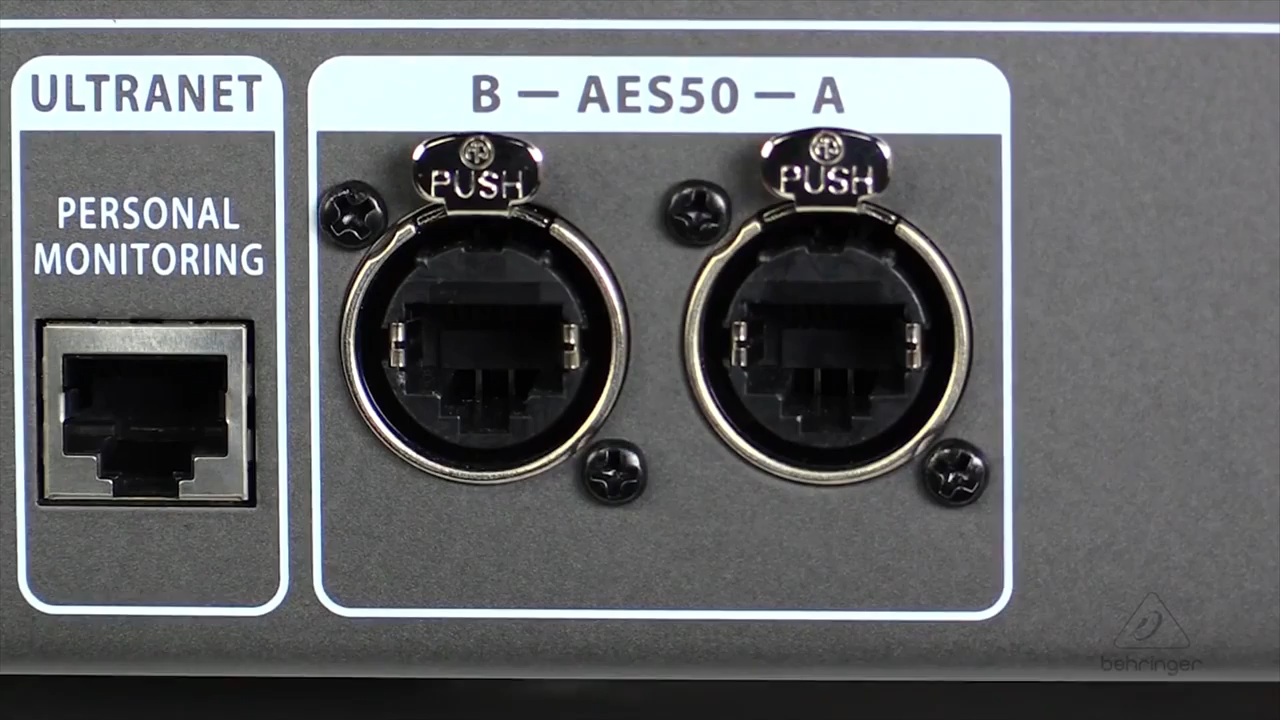 ULTRANET
PERSONAL
MONITORING
B — AES50 — A
PUSH
PUSH
behringer